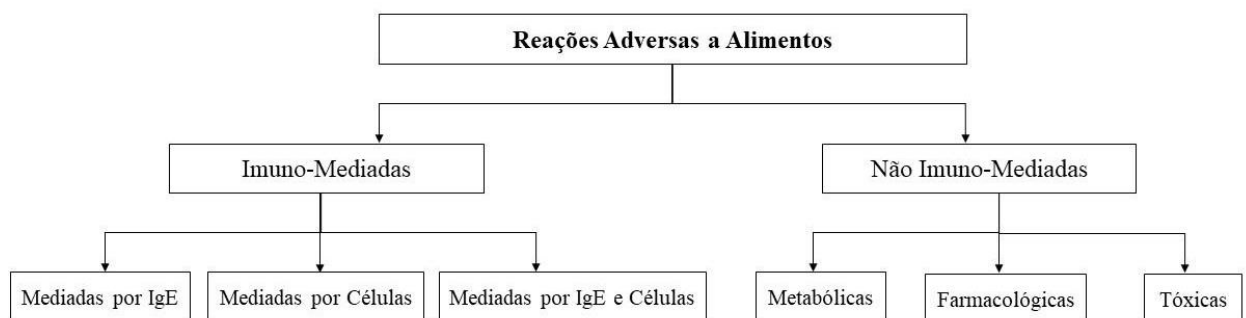 Reações Adversas a Alimentos
Imuno-Mediadas
Não Imuno-Mediadas
Mediadas por IgE
Mediadas por Células
Mediadas por IgE e Células
Metabólicas
Farmacológicas
Tóxicas